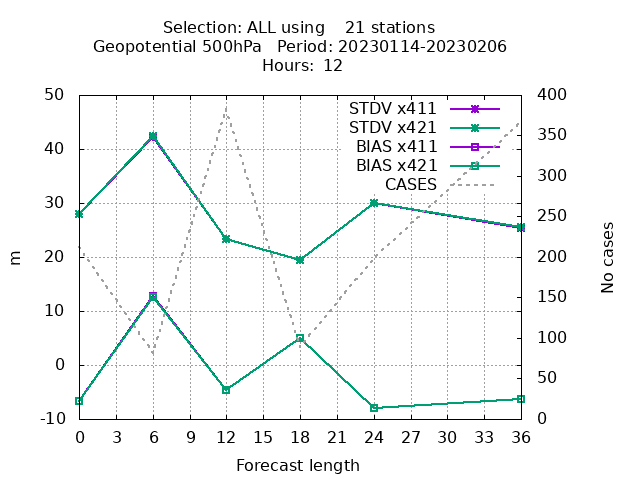 Selection: ALL using    21 stations
Geopotential 500hPa   Period: 20230114-20230206
Hours: 12
50
40
30
20
10
0
-10
m
400
350
300
250
200
150
100
50
0
No cases
STDV x411
STDV x421
BIAS x411
BIAS x421
CASES
0 3 6 9 12 15 18 21 24 27 30 33 36
Forecast length